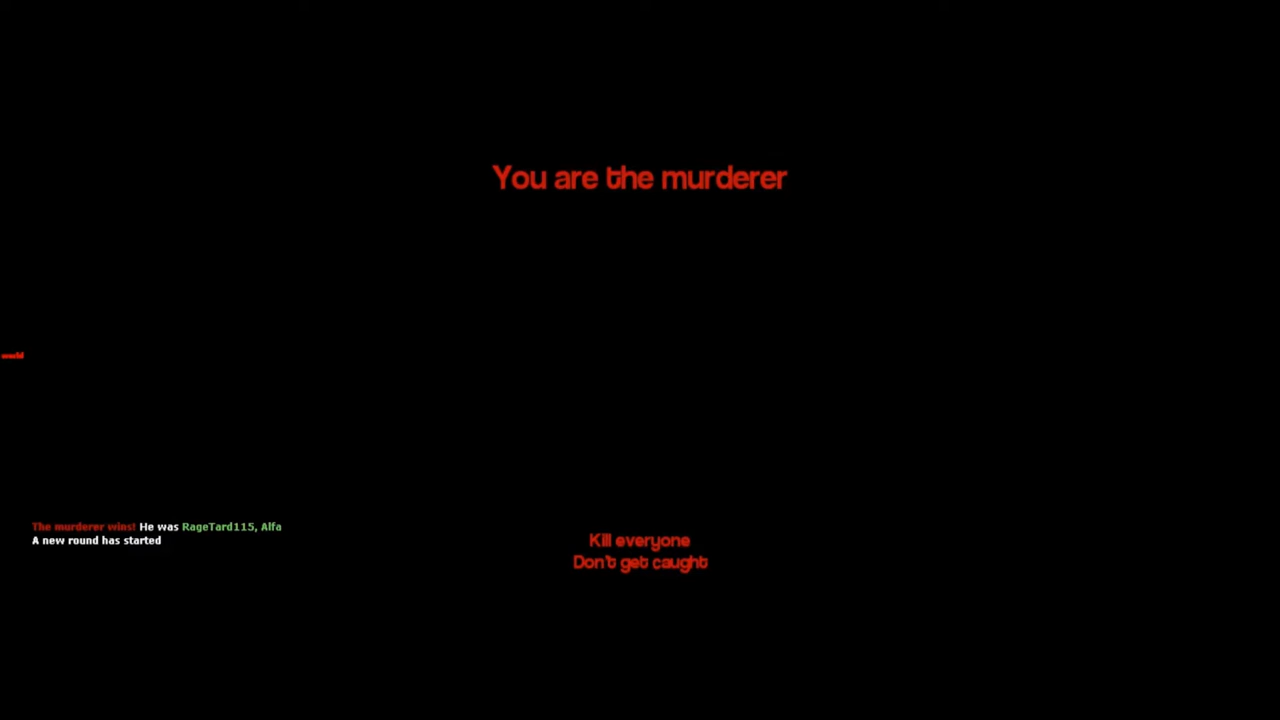 You are the murderer
world
The murderer wins! He was RageTard115, Alfa
A new round has started
Kill everyone
Don't get caught